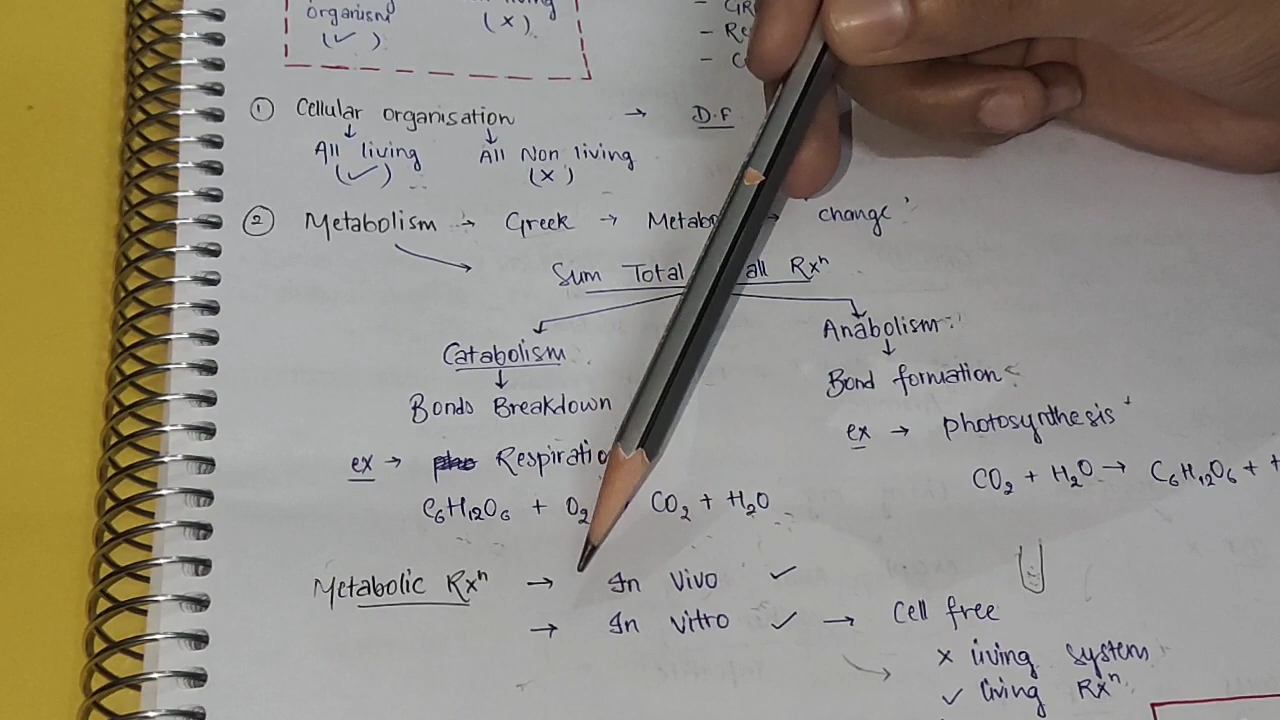 organism
(✓) (×)
- Re
① Cellular organisation → D.F
↓ ↓
All living All Non living
(✓) (×)
② Metabolism → Greek → Metab → 'change'
Sum Total all Rxⁿ
Catabolism Anabolism
↓ ↓
Bonds Breakdown Bond formation
ex → Respiratio ex → photosynthesis
C₆H₁₂O₆ + O₂ CO₂ + H₂O CO₂ + H₂O → C₆H₁₂O₆ +
Metabolic Rxⁿ → In Vivo ✓
→ In vitro ✓ → Cell free
× living system
✓ living Rxⁿ